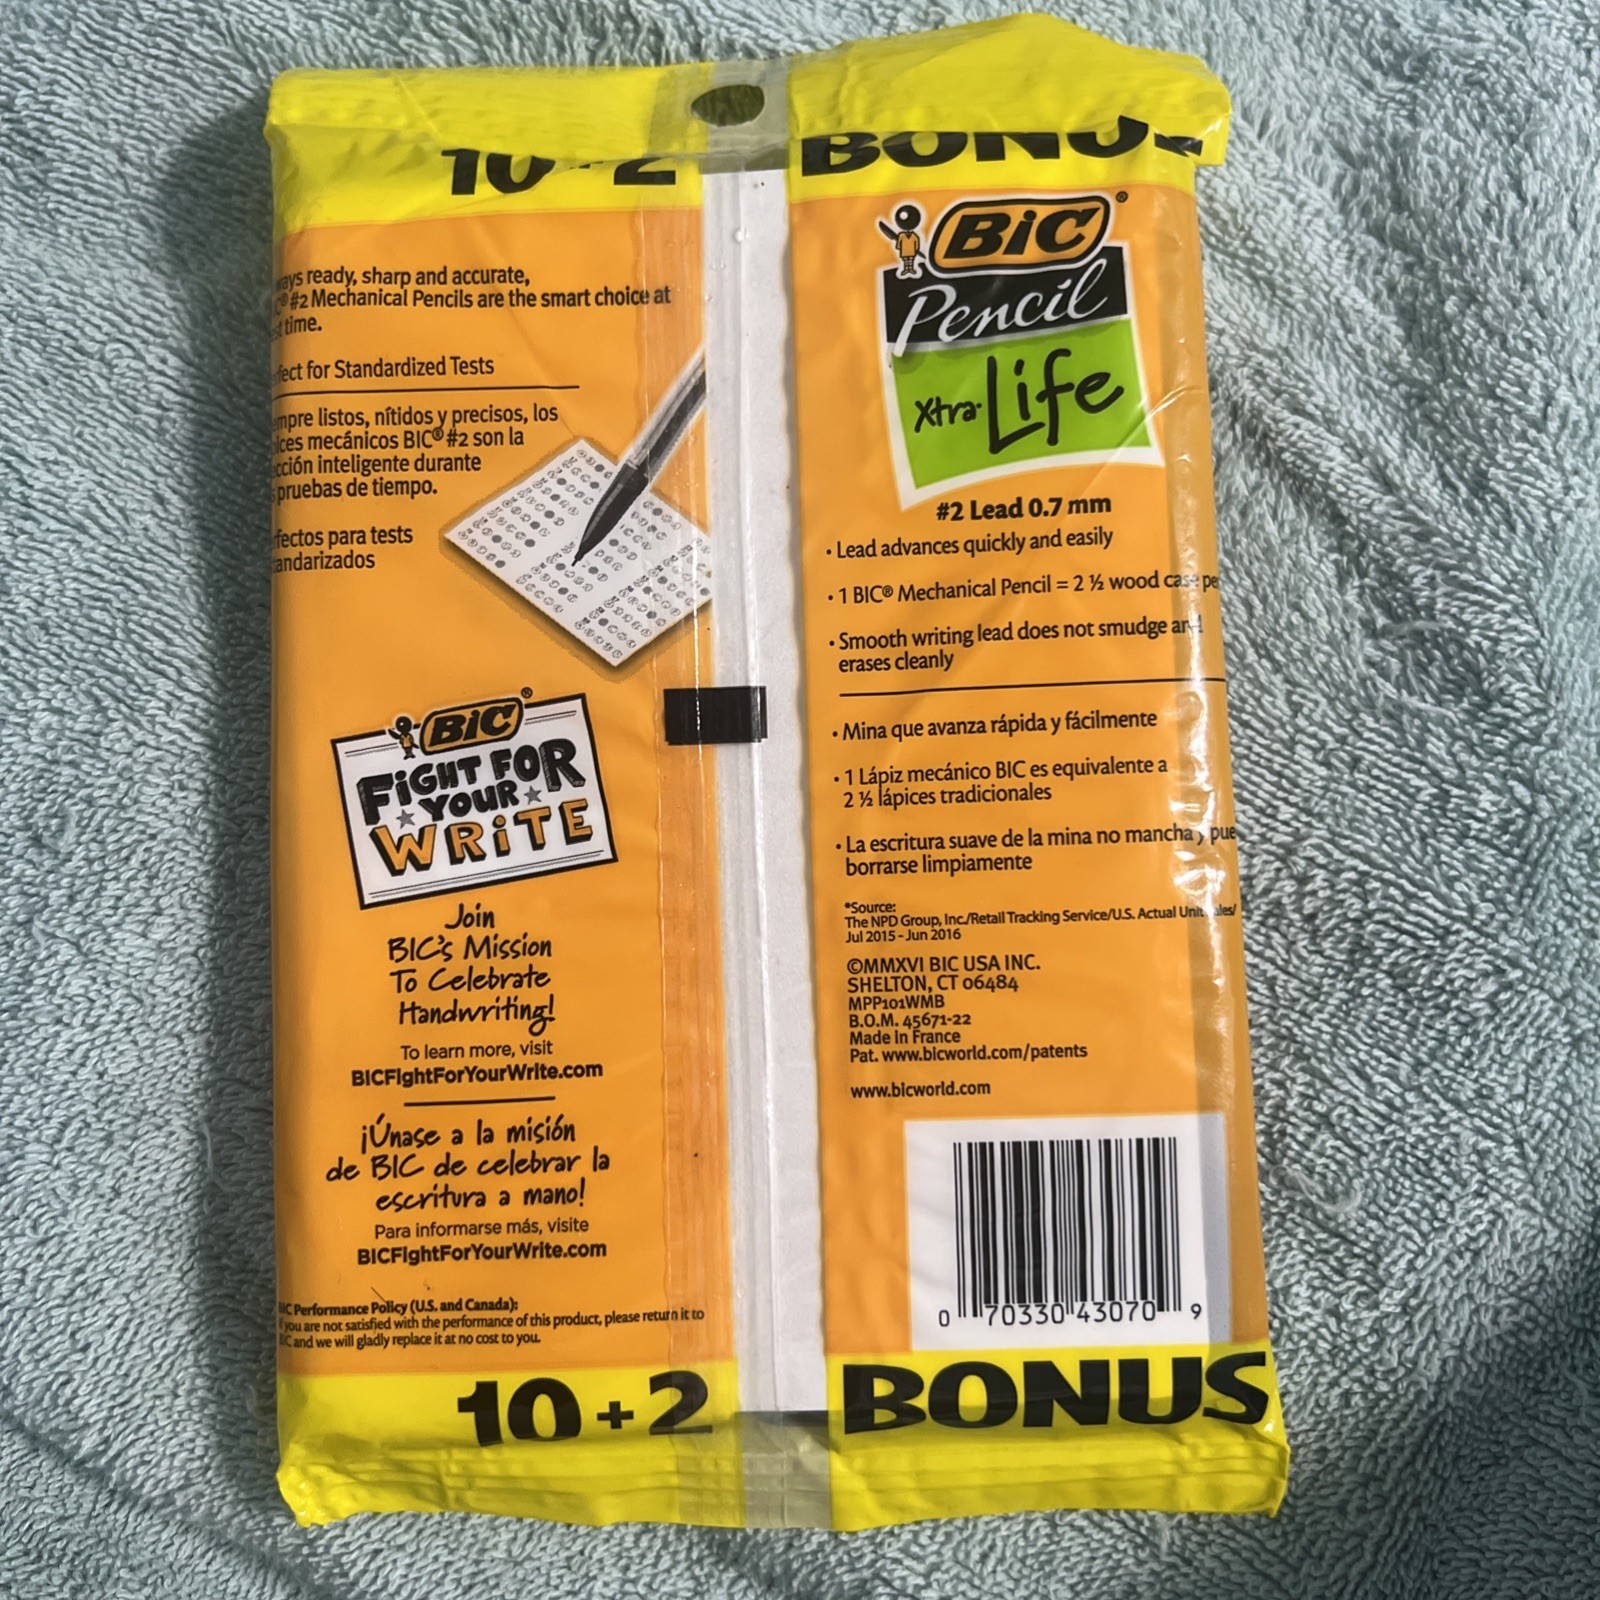 10 + 2 BONUS
ready, sharp and accurate,
#2 Mechanical Pencils are the smart choice at
time.
for Standardized Tests
listos, nítidos y precisos, los
mecánicos BIC® #2 son la
inteligente durante
pruebas de tiempo.
para tests
BIC®
FiGHT FOR
YOUR
WRiTE
Join
BIC's Mission
To Celebrate
Handwriting!
To learn more, visit
BICFightForYourWrite.com
¡Únase a la misión
de BIC de celebrar la
escritura a mano!
Para informarse más, visite
BICFightForYourWrite.com
BIC Performance Policy (U.S. and Canada):
If you are not satisfied with the performance of this product, please return it to
BIC and we will gladly replace it at no cost to you.
10 + 2
BiC®
Pencil
Xtra-Life
#2 Lead 0.7 mm
• Lead advances quickly and easily
• 1 BIC® Mechanical Pencil = 2 ½ wood case
• Smooth writing lead does not smudge and
erases cleanly
• Mina que avanza rápida y fácilmente
• 1 Lápiz mecánico BIC es equivalente a
2 ½ lápices tradicionales
• La escritura suave de la mina no mancha y
borrarse limpiamente
*Source:
The NPD Group, Inc./Retail Tracking Service/U.S. Actual Unit Sales/
Jul 2015 - Jun 2016
©MMXVI BIC USA INC.
SHELTON, CT 06484
MPP101WMB
B.O.M. 45671-22
Made in France
Pat. www.bicworld.com/patents
www.bicworld.com
0 70330 43070 9
BONUS